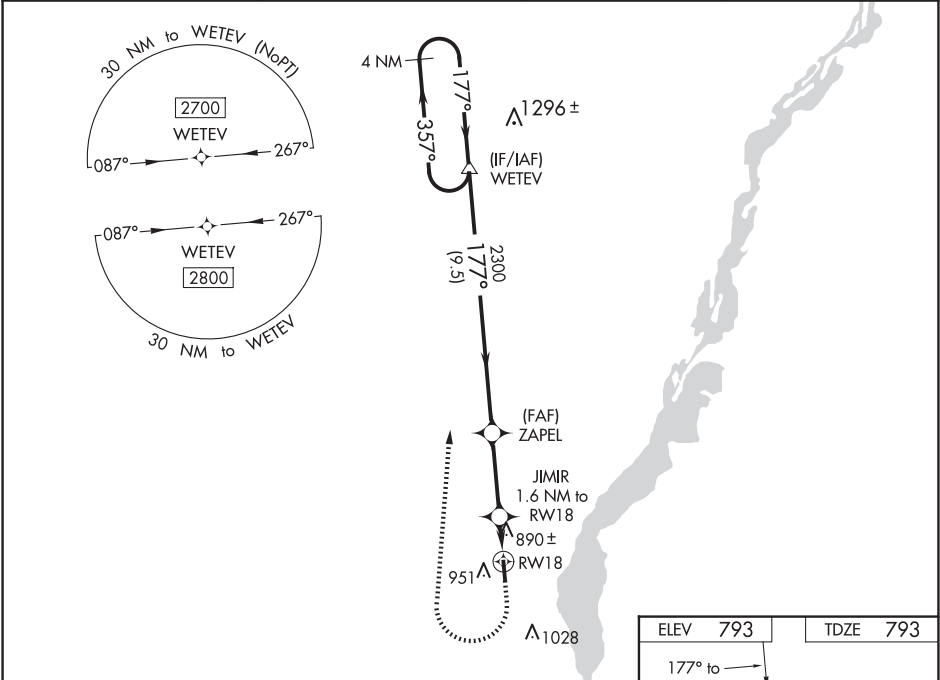 30 NM to WETEV (NoPT)
2700
WETEV
087°
267°
087°
267°
WETEV
2800
30 NM to WETEV
4 NM
177°
357°
1296 ±
(IF/IAF)
WETEV
2300
177°
(9.5)
(FAF)
ZAPEL
JIMIR
1.6 NM to
RW18
890 ±
RW18
951
1028
ELEV 793
TDZE 793
177° to